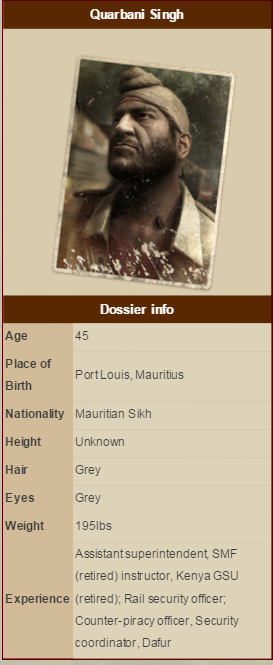 Quarbani Singh
Dossier info
Age 45
Place of Birth Port Louis, Mauritius
Nationality Mauritian Sikh
Height Unknown
Hair Grey
Eyes Grey
Weight 195lbs
Experience
Assistant superintendent, SMF
(retired) instructor, Kenya GSU
(retired); Rail security officer;
Counter-piracy officer, Security
coordinator, Dafur